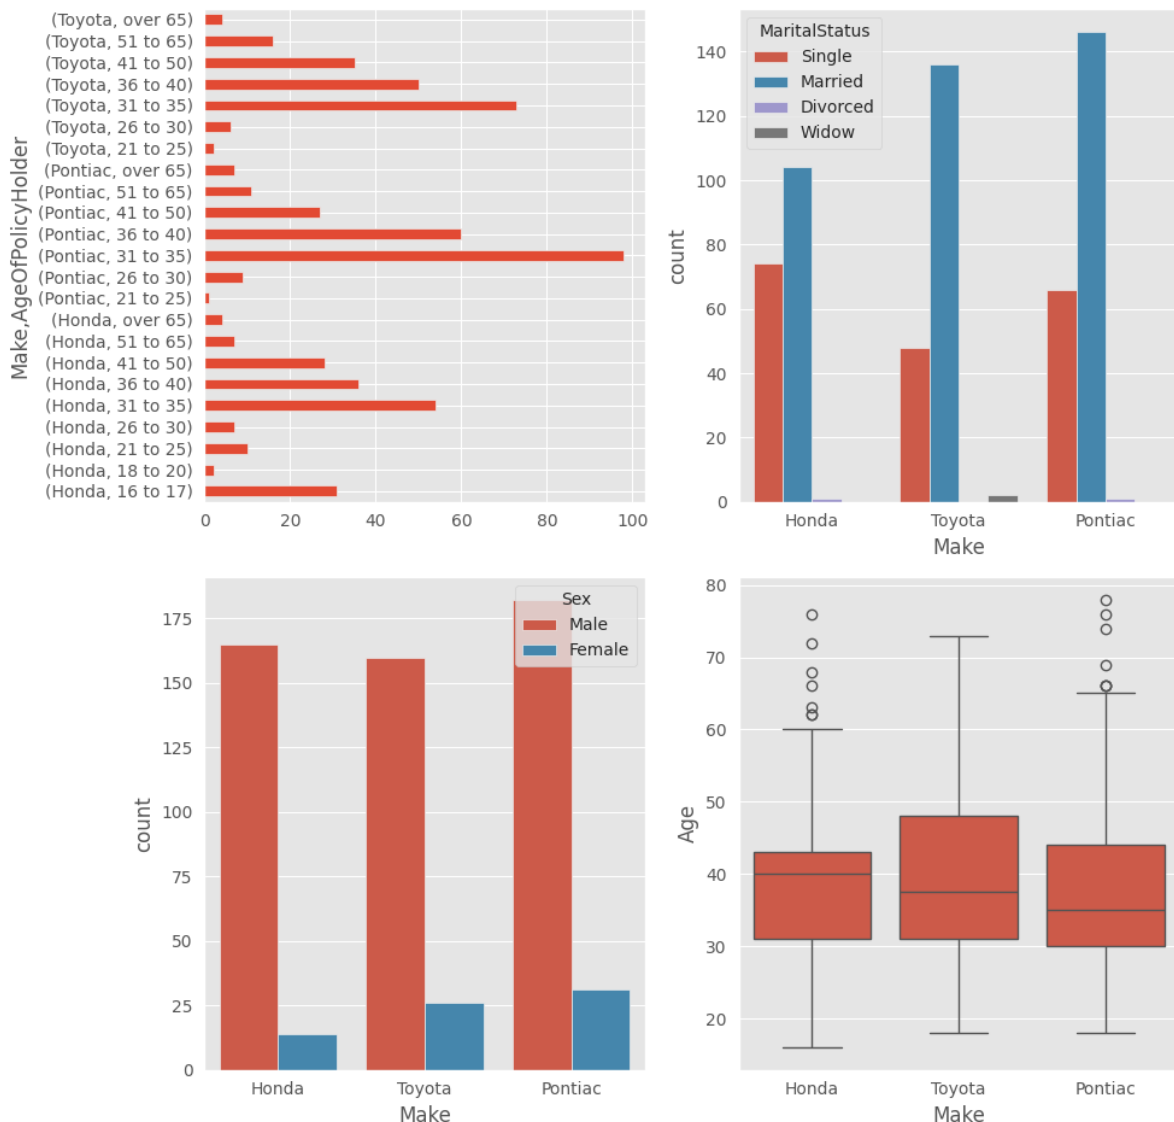 (Toyota, over 65)
(Toyota, 51 to 65)
(Toyota, 41 to 50)
(Toyota, 36 to 40)
(Toyota, 31 to 35)
(Toyota, 26 to 30)
(Toyota, 21 to 25)
(Pontiac, over 65)
(Pontiac, 51 to 65)
(Pontiac, 41 to 50)
(Pontiac, 36 to 40)
(Pontiac, 31 to 35)
(Pontiac, 26 to 30)
(Pontiac, 21 to 25)
(Honda, over 65)
(Honda, 51 to 65)
(Honda, 41 to 50)
(Honda, 36 to 40)
(Honda, 31 to 35)
(Honda, 26 to 30)
(Honda, 21 to 25)
(Honda, 18 to 20)
(Honda, 16 to 17)
Make,AgeOfPolicyHolder
0 20 40 60 80 100
MaritalStatus
Single
Married
Divorced
Widow
140
120
100
80
60
40
20
0
count
Honda Toyota Pontiac
Make
Sex
Male
Female
175
150
125
100
75
50
25
0
count
Honda Toyota Pontiac
Make
80
70
60
50
40
30
20
Age
Honda Toyota Pontiac
Make